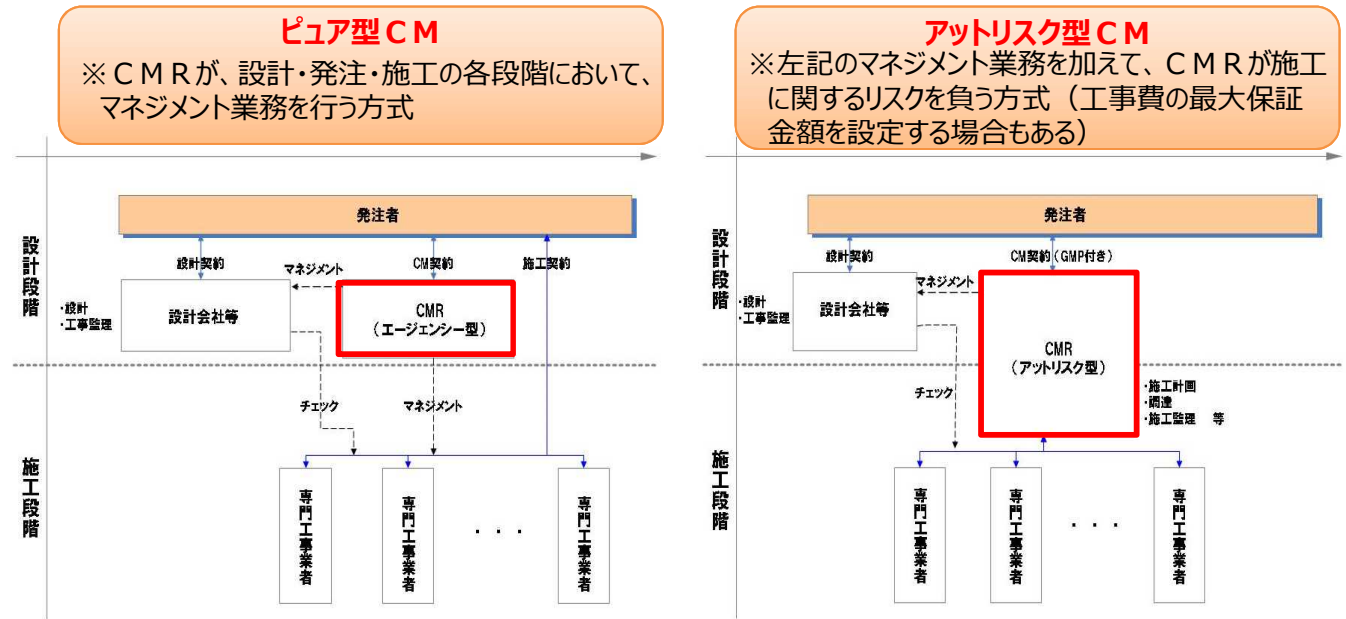 ピュア型CM
※CMRが、設計・発注・施工の各段階において、
マネジメント業務を行う方式
設計段階
発注者
設計契約
マネジメント
CM契約
施工契約
・設計
・工事監理
設計会社等
CMR
(エージェンシー型)
チェック
マネジメント
施工段階
専門工事業者
専門工事業者
・・・
専門工事業者
アットリスク型CM
※左記のマネジメント業務を加えて、CMRが施工
に関するリスクを負う方式(工事費の最大保証
金額を設定する場合もある)
設計段階
発注者
設計契約
マネジメント
CM契約(GMP付き)
・設計
・工事監理
設計会社等
CMR
(アットリスク型)
チェック
・施工計画
・調達
・施工監理 等
施工段階
専門工事業者
専門工事業者
・・・
専門工事業者